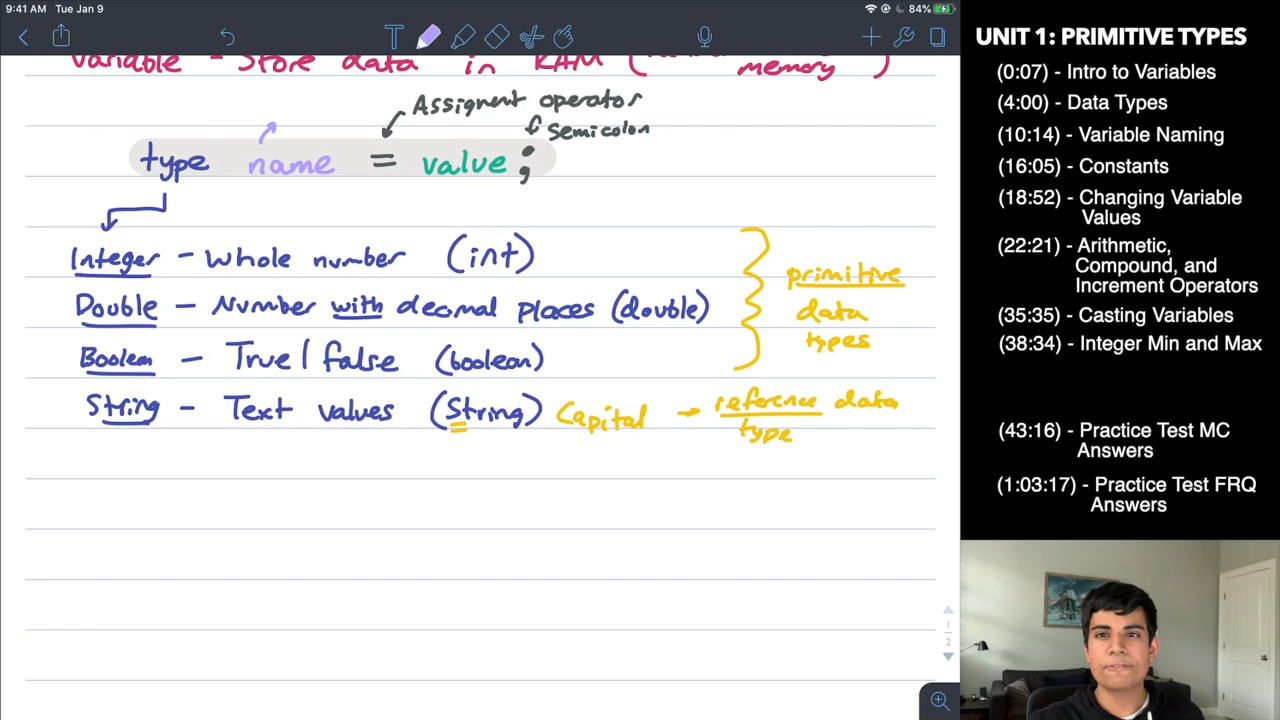 9:41 AM Tue Jan 9
84%
T
UNIT 1: PRIMITIVE TYPES
(0:07) - Intro to Variables
(4:00) - Data Types
(10:14) - Variable Naming
(16:05) - Constants
(18:52) - Changing Variable
Values
(22:21) - Arithmetic,
Compound, and
Increment Operators
(35:35) - Casting Variables
(38:34) - Integer Min and Max
(43:16) - Practice Test MC
Answers
(1:03:17) - Practice Test FRQ
Answers
Variable - Store data in RAM (
memory )
Assignent operator
Semicolon
type name = value ;
Integer - Whole number (int)
Double - Number with decimal places (double)
Boolean - True | false (boolean)
String - Text values (String) Capital → reference data
type
primitive
data
types
1
2